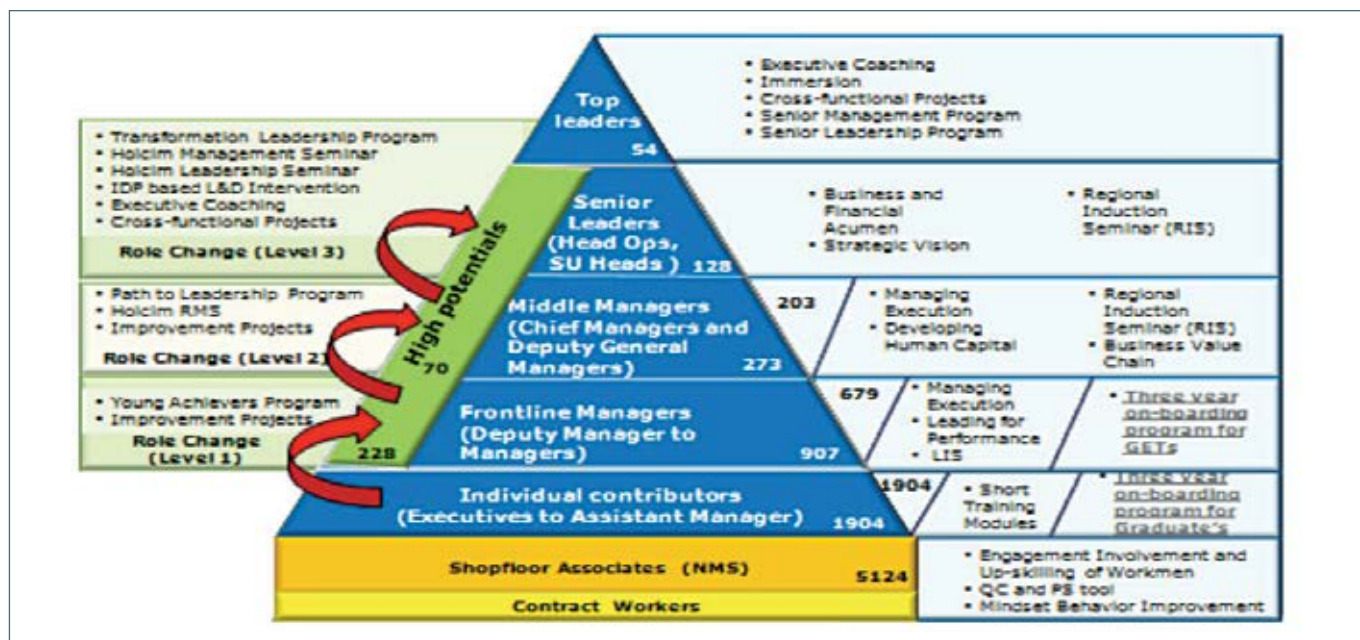 Top
leaders
54
• Executive Coaching
• Immersion
• Cross-functional Projects
• Senior Management Program
• Senior Leadership Program
• Transformation Leadership Program
• Holcim Management Seminar
• Holcim Leadership Seminar
• IDP based L&D Intervention
• Executive Coaching
• Cross-functional Projects
Role Change (Level 3)
High potentials
Senior
Leaders
(Head Ops,
SU Heads )
128
• Business and
Financial
Acumen
• Strategic Vision
• Regional
Induction
Seminar (RIS)
• Path to Leadership Program
• Holcim RMS
• Improvement Projects
Role Change (Level 2)
70
Middle Managers
(Chief Managers and
Deputy General
Managers)
273
203
• Managing
Execution
• Developing
Human Capital
• Regional
Induction
Seminar (RIS)
• Business Value
Chain
• Young Achievers Program
• Improvement Projects
Role Change
(Level 1)
228
Frontline Managers
(Deputy Manager to
Managers)
907
679
• Managing
Execution
• Leading for
Performance
• LIS
• Three year
on-boarding
program for
GETs
Individual contributors
(Executives to Assistant Manager)
1904
1904
• Short
Training
Modules
• Three year
on-boarding
program for
Graduate's
Shopfloor Associates (NMS)
5124
Contract Workers
• Engagement Involvement and
Up-skilling of Workmen
• QC and PS tool
• Mindset Behavior Improvement